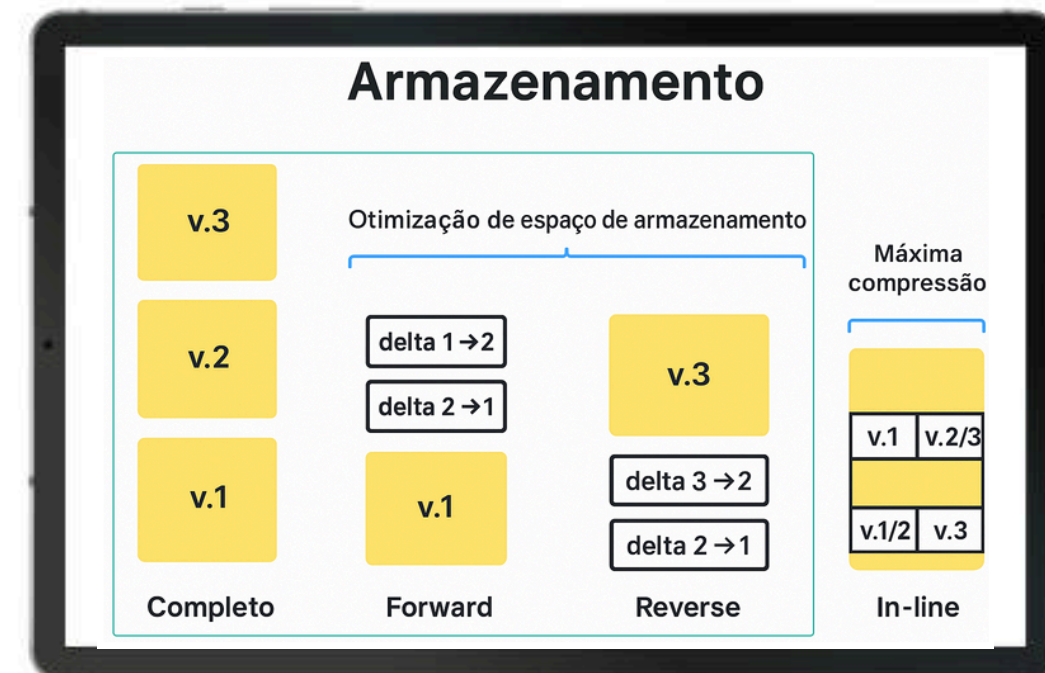 Armazenamento
v.3
v.2
v.1
Completo
Otimização de espaço de armazenamento
delta 1→2
delta 2→1
v.1
Forward
v.3
delta 3→2
delta 2→1
Reverse
Máxima
compressão
v.1 v.2/3
v.1/2 v.3
In-line